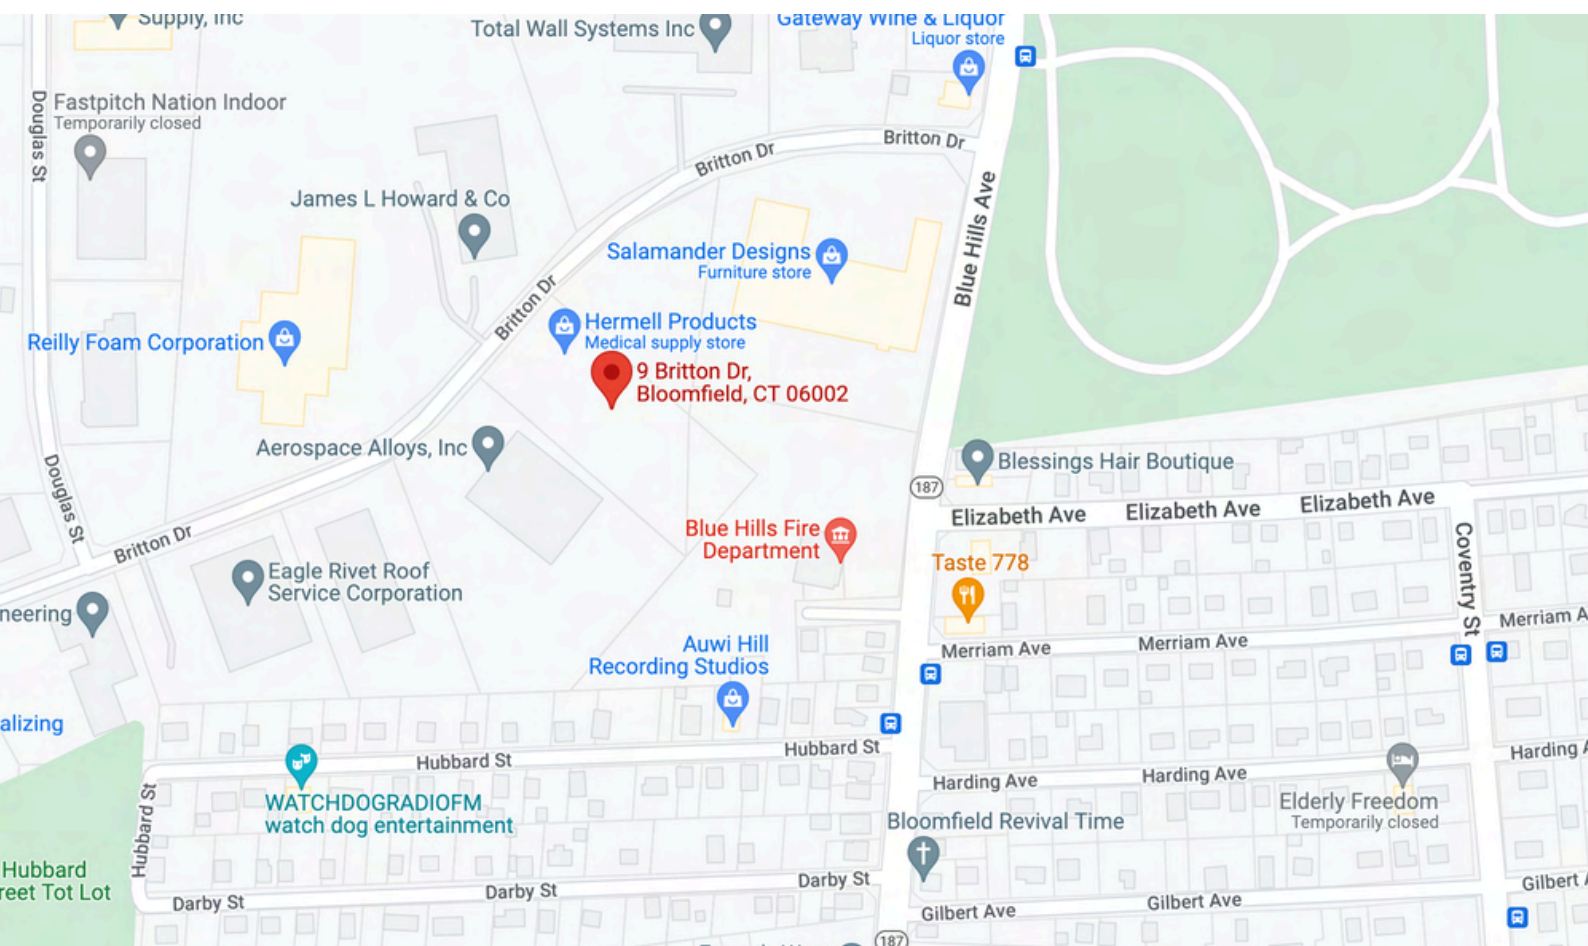 Supply, Inc
Total Wall Systems Inc
Gateway Wine & Liquor
Liquor store
Douglas St
Fastpitch Nation Indoor
Temporarily closed
Britton Dr
Britton Dr
James L Howard & Co
Blue Hills Ave
Salamander Designs
Furniture store
Britton Dr
Hermell Products
Medical supply store
Reilly Foam Corporation
9 Britton Dr,
Bloomfield, CT 06002
Aerospace Alloys, Inc
Blessings Hair Boutique
187
Douglas St
Elizabeth Ave
Elizabeth Ave
Elizabeth Ave
Britton Dr
Blue Hills Fire
Department
Coventry St
Taste 778
Eagle Rivet Roof
Service Corporation
neering
Merriam A
Merriam Ave
Merriam Ave
Auwi Hill
Recording Studios
alizing
Hubbard St
Hubbard St
Harding A
Harding Ave
Harding Ave
WATCHDOGRADIOFM
watch dog entertainment
Elderly Freedom
Temporarily closed
Hubbard St
Bloomfield Revival Time
Hubbard
reet Tot Lot
Darby St
Darby St
Darby St
Gilbert A
Gilbert Ave
Gilbert Ave
187